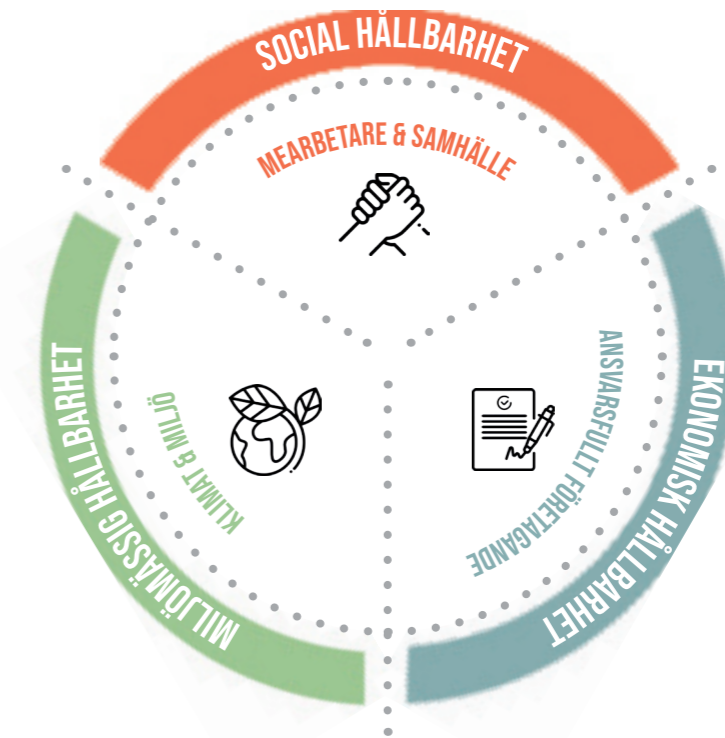 SOCIAL HÅLLBARHET
MEARBETARE & SAMHÄLLE
MILJÖMÄSSIG HÅLLBARHET
KLIMAT & MILJÖ
ANSVARSFULLT FÖRETAGANDE
EKONOMISK HÅLLBARHET